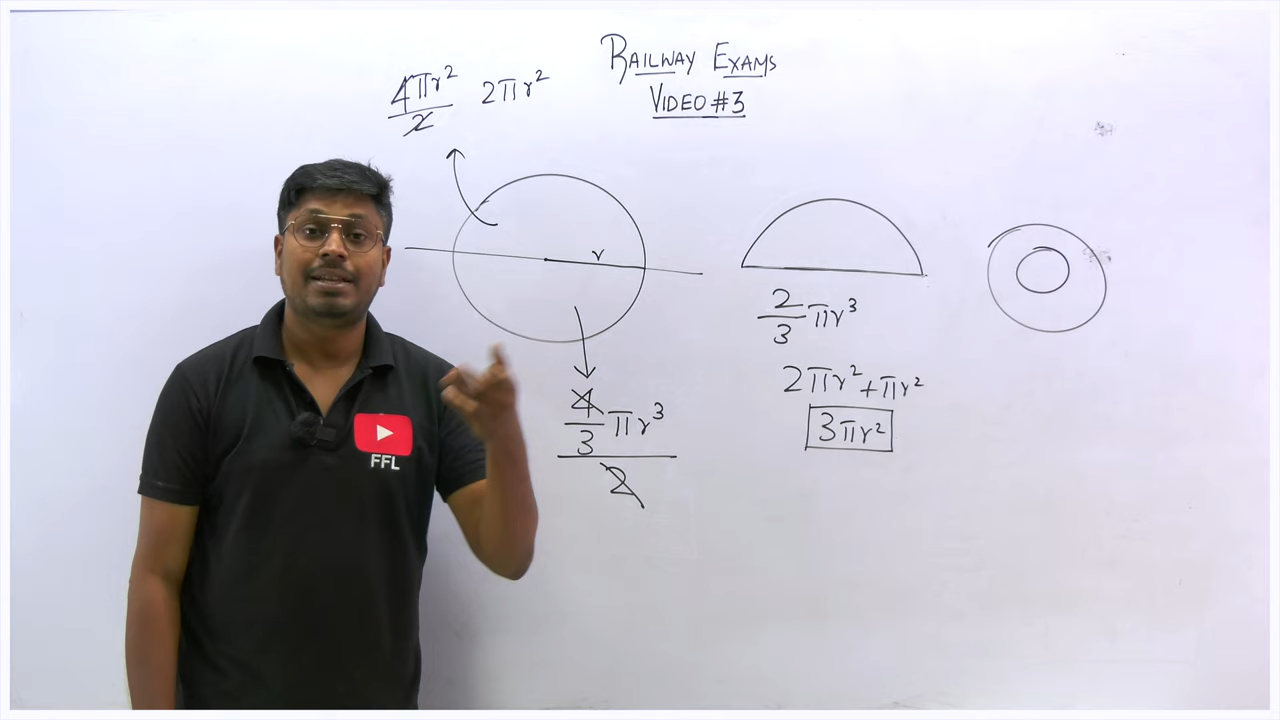 RAILWAY EXAMS
VIDEO #3
4πr²/2 2πr²
r
4/3 πr³
2
2/3 πr³
2πr² + πr²
3πr²
FFL